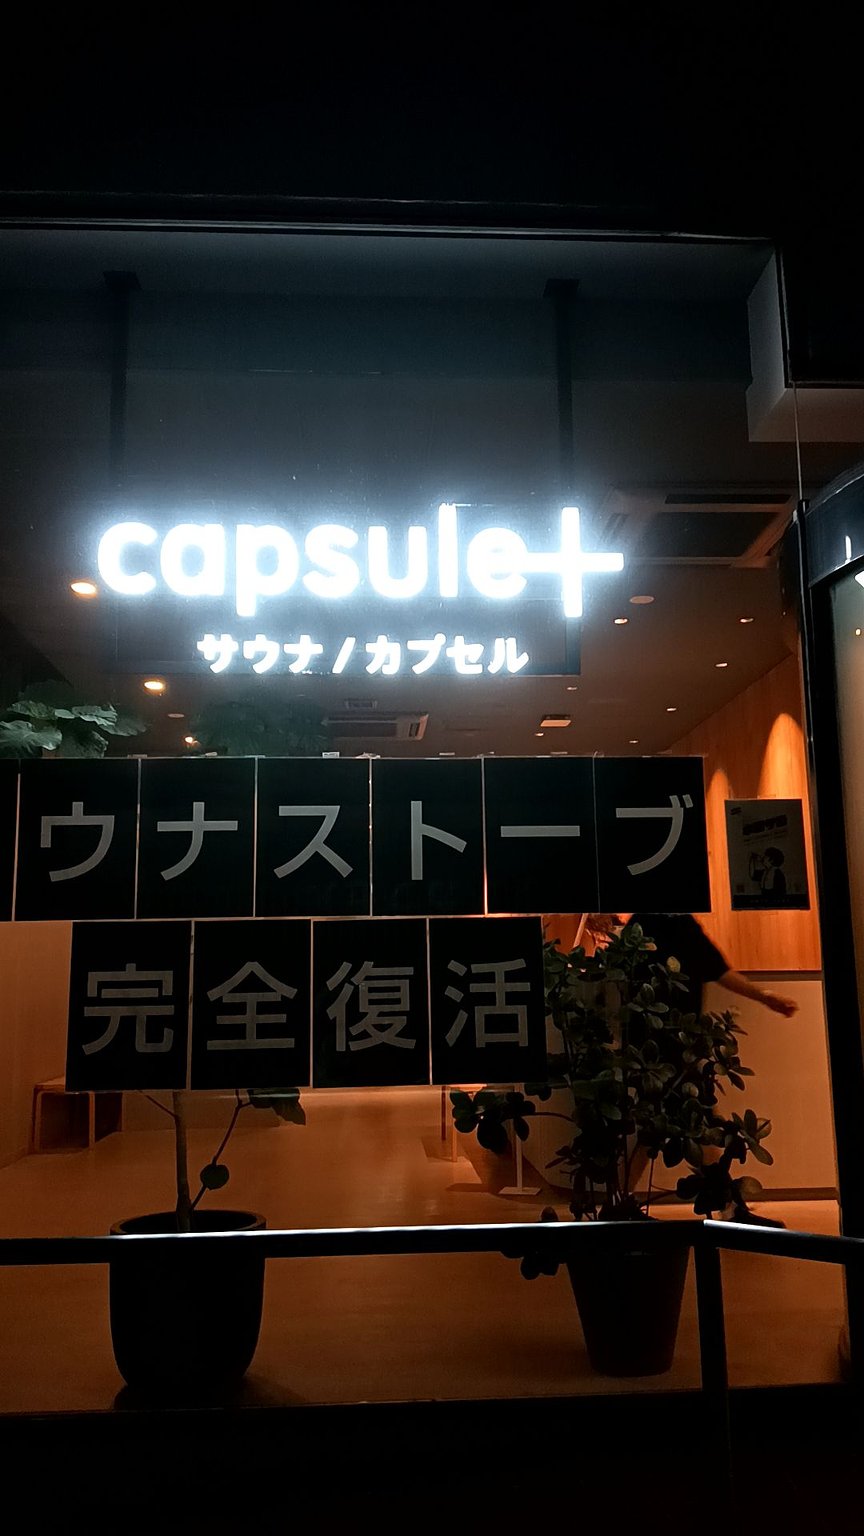 capsule+
サウナ / カプセル
ウナストーブ
完全復活